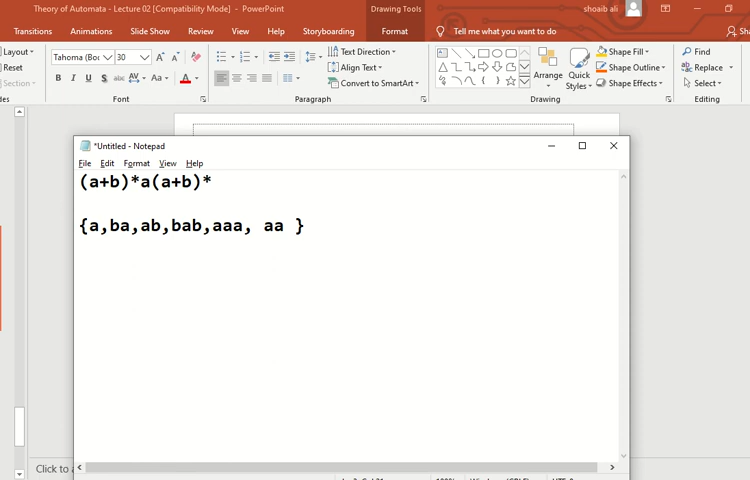 Theory of Automata - Lecture 02 [Compatibility Mode] - PowerPoint
Drawing Tools
shoaib ali
Transitions Animations Slide Show Review View Help Storyboarding Format Tell me what you want to do
Layout Tahoma (Bo 30 Text Direction Shape Fill Find
Reset Align Text Shape Outline Replace
Section B I U S abc AV Aa A Convert to SmartArt Arrange Quick Styles Shape Effects Select
Font Paragraph Drawing Editing
*Untitled - Notepad
File Edit Format View Help
(a+b)*a(a+b)*
{a,ba,ab,bab,aaa, aa }
Click to